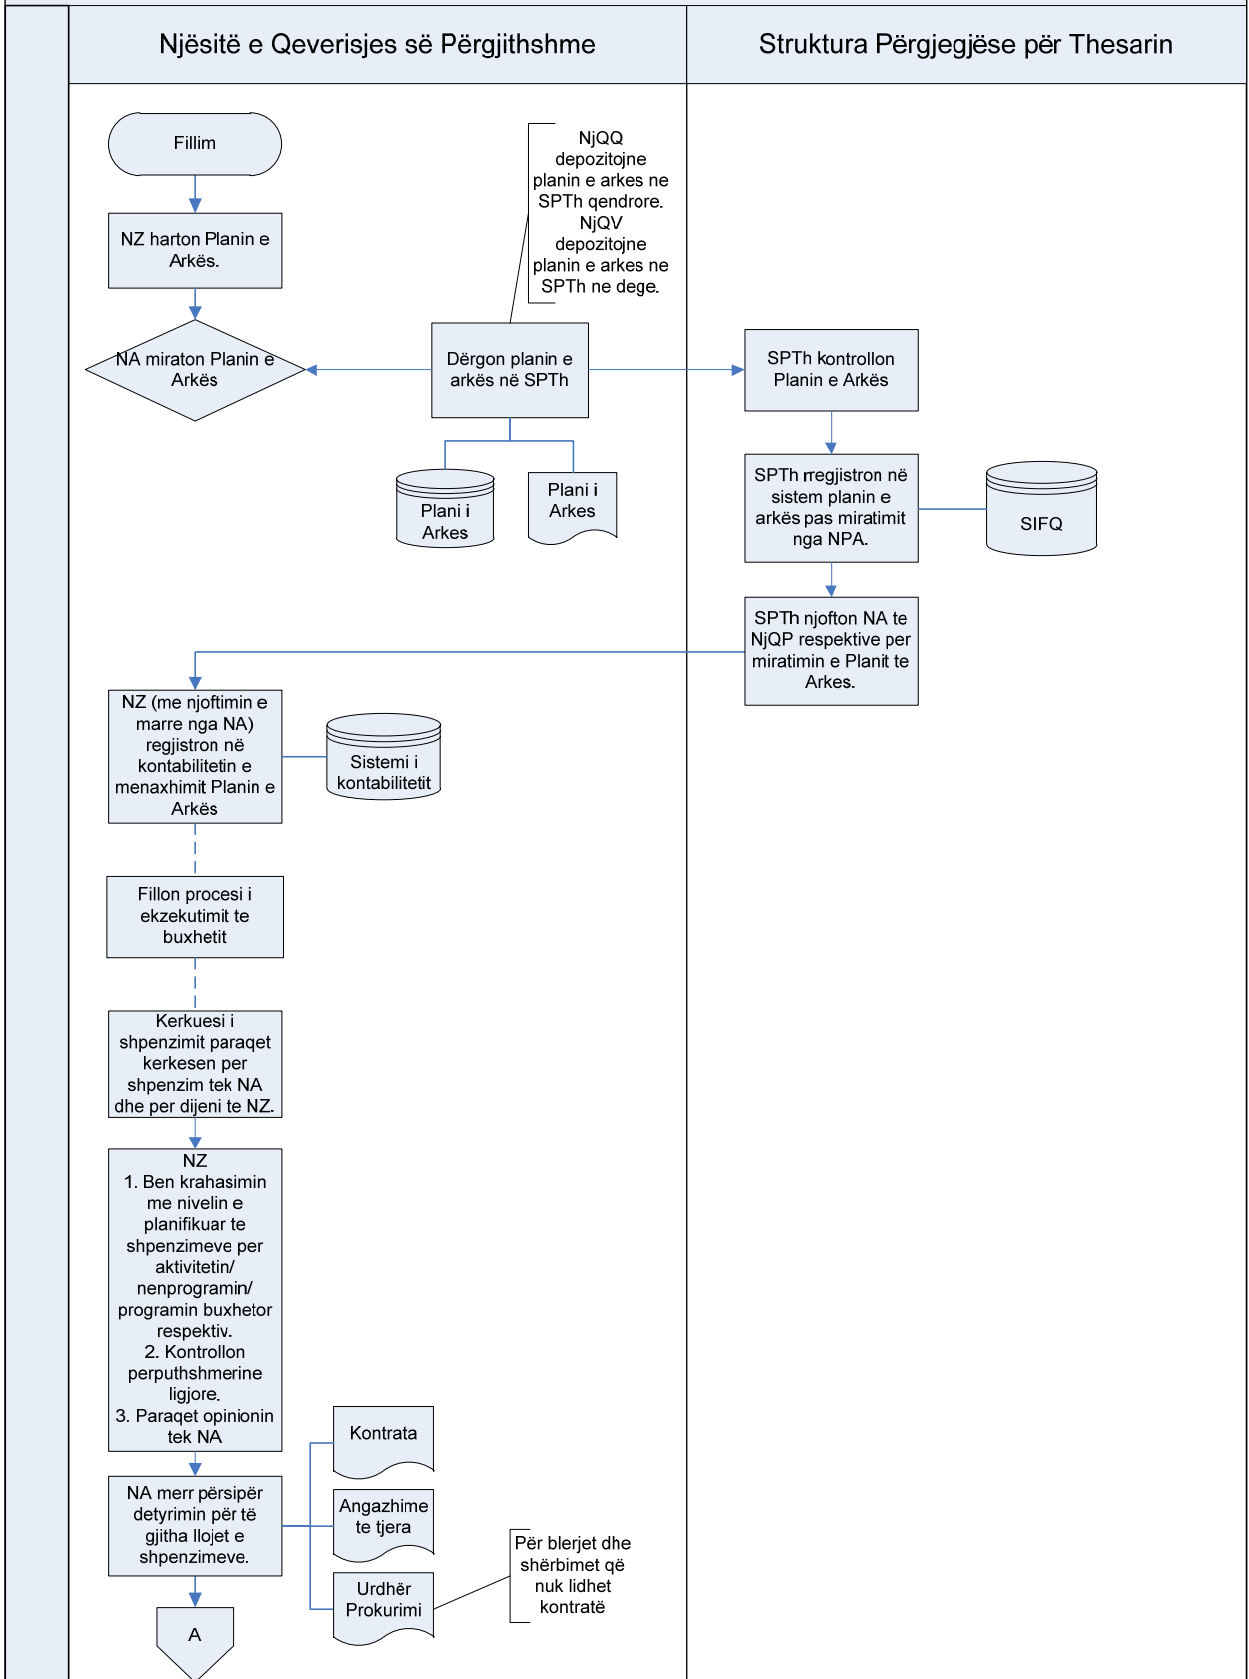 Njësitë e Qeverisjes së Përgjithshme
Struktura Përgjegjëse për Thesarin
Fillim
NZ harton Planin e
Arkës.
NA miraton Planin e
Arkës
NjQQ
depozitojne
planin e arkes ne
SPTh qendrore.
NjQV
depozitojne
planin e arkes ne
SPTh ne dege.
Dërgon planin e
arkës në SPTh
Plani i
Arkes
Plani i
Arkes
SPTh kontrollon
Planin e Arkës
SPTh rregjistron në
sistem planin e
arkës pas miratimit
nga NPA.
SIFQ
SPTh njofton NA te
NjQP respektive per
miratimin e Planit te
Arkes.
NZ (me njoftimin e
marre nga NA)
regjistron në
kontabilitetin e
menaxhimit Planin e
Arkës
Sistemi i
kontabilitetit
Fillon procesi i
ekzekutimit te
buxhetit
Kerkuesi i
shpenzimit paraqet
kerkesen per
shpenzim tek NA
dhe per dijeni te NZ.
NZ
1. Ben krahasimin
me nivelin e
planifikuar te
shpenzimeve per
aktivitetin/
nenprogramin/
programin buxhetor
respektiv.
2. Kontrollon
perputhshmerine
ligjore.
3. Paraqet opinionin
tek NA
NA merr përsipër
detyrimin për të
gjitha llojet e
shpenzimeve.
Kontrata
Angazhime
te tjera
Urdhër
Prokurimi
Për blerjet dhe
shërbimet që
nuk lidhet
kontratë
A